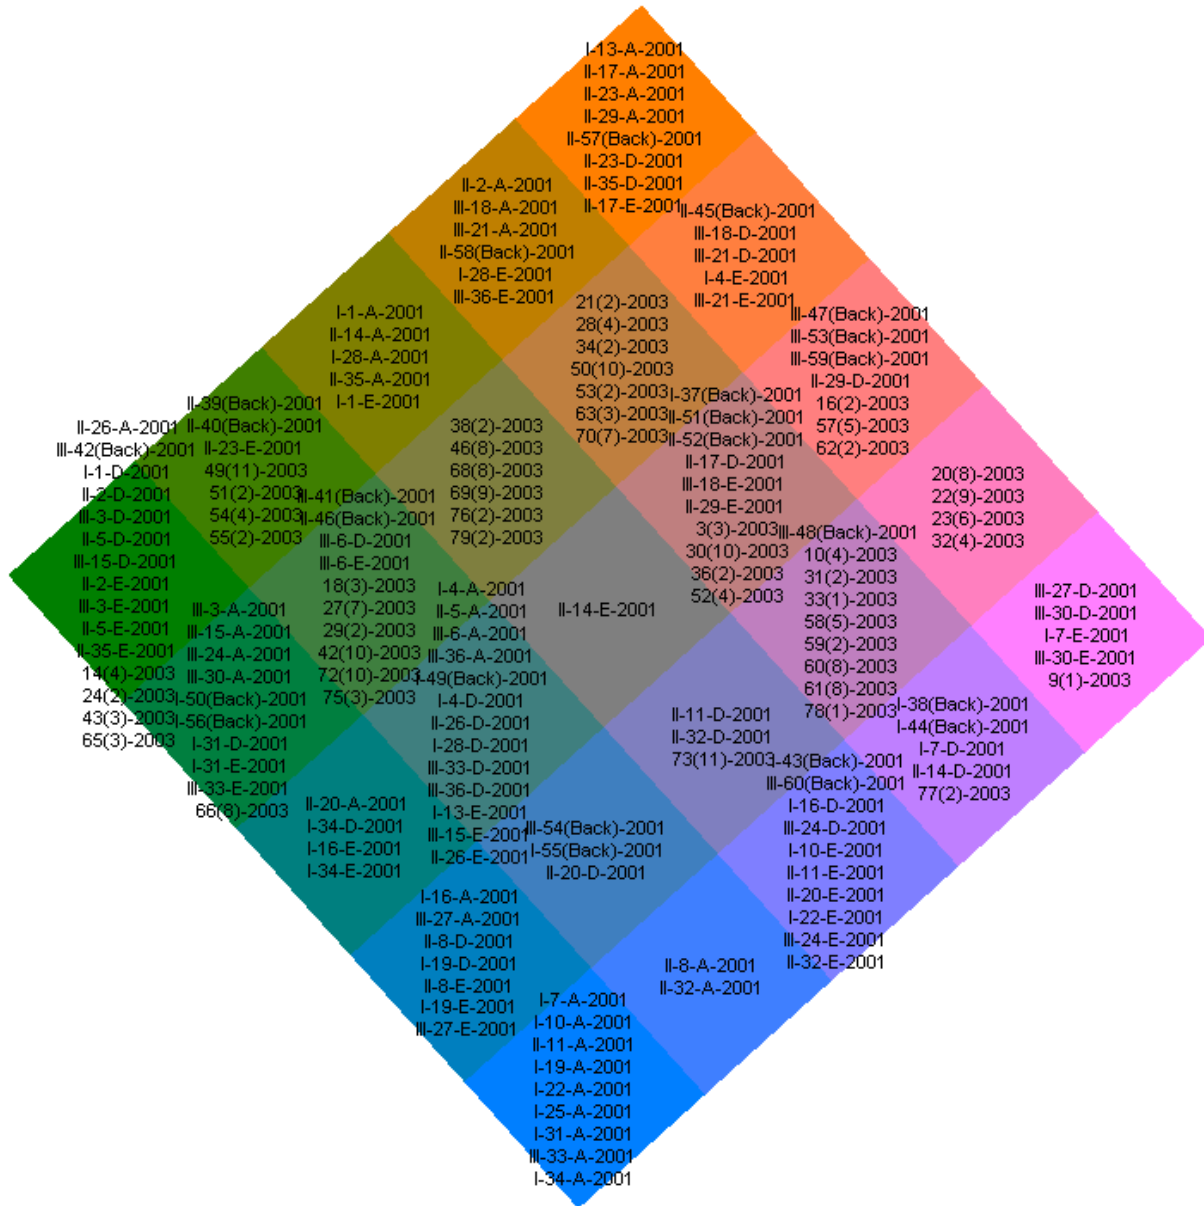 I-13-A-2001
II-17-A-2001
II-23-A-2001
II-29-A-2001
II-57(Back)-2001
II-23-D-2001
II-35-D-2001
II-17-E-2001
II-2-A-2001
III-18-A-2001
III-21-A-2001
II-58(Back)-2001
I-28-E-2001
III-36-E-2001
II-45(Back)-2001
III-18-D-2001
III-21-D-2001
I-4-E-2001
III-21-E-2001
I-1-A-2001
II-14-A-2001
I-28-A-2001
II-35-A-2001
I-1-E-2001
21(2)-2003
28(4)-2003
34(2)-2003
50(10)-2003
53(2)-2003
63(3)-2003
70(7)-2003
III-47(Back)-2001
III-53(Back)-2001
III-59(Back)-2001
II-29-D-2001
16(2)-2003
57(5)-2003
62(2)-2003
II-39(Back)-2001
II-40(Back)-2001
II-23-E-2001
49(11)-2003
51(2)-2003
54(4)-2003
55(2)-2003
38(2)-2003
46(8)-2003
68(8)-2003
69(9)-2003
76(2)-2003
79(2)-2003
I-37(Back)-2001
II-51(Back)-2001
II-52(Back)-2001
II-17-D-2001
III-18-E-2001
II-29-E-2001
3(3)-2003
30(10)-2003
36(2)-2003
52(4)-2003
20(8)-2003
22(9)-2003
23(6)-2003
32(4)-2003
II-26-A-2001
III-42(Back)-2001
I-1-D-2001
II-2-D-2001
III-3-D-2001
II-5-D-2001
III-15-D-2001
II-2-E-2001
III-3-E-2001
II-5-E-2001
II-35-E-2001
14(4)-2003
24(2)-2003
43(3)-2003
65(3)-2003
III-41(Back)-2001
II-46(Back)-2001
III-6-D-2001
III-6-E-2001
18(3)-2003
27(7)-2003
29(2)-2003
42(10)-2003
72(10)-2003
75(3)-2003
II-14-E-2001
III-48(Back)-2001
10(4)-2003
31(2)-2003
33(1)-2003
58(5)-2003
59(2)-2003
60(8)-2003
61(8)-2003
78(1)-2003
III-27-D-2001
III-30-D-2001
I-7-E-2001
III-30-E-2001
9(1)-2003
III-3-A-2001
III-15-A-2001
III-24-A-2001
III-30-A-2001
I-50(Back)-2001
I-56(Back)-2001
I-31-D-2001
I-31-E-2001
III-33-E-2001
66(8)-2003
I-4-A-2001
II-5-A-2001
III-6-A-2001
III-36-A-2001
I-49(Back)-2001
I-4-D-2001
II-26-D-2001
I-28-D-2001
III-33-D-2001
III-36-D-2001
I-13-E-2001
III-15-E-2001
II-26-E-2001
II-11-D-2001
II-32-D-2001
73(11)-2003
I-38(Back)-2001
I-44(Back)-2001
I-7-D-2001
II-14-D-2001
77(2)-2003
II-20-A-2001
I-34-D-2001
I-16-E-2001
I-34-E-2001
III-54(Back)-2001
I-55(Back)-2001
II-20-D-2001
I-43(Back)-2001
III-60(Back)-2001
I-16-D-2001
III-24-D-2001
I-10-E-2001
II-11-E-2001
II-20-E-2001
I-22-E-2001
III-24-E-2001
II-32-E-2001
I-16-A-2001
III-27-A-2001
II-8-D-2001
I-19-D-2001
II-8-E-2001
I-19-E-2001
III-27-E-2001
II-8-A-2001
II-32-A-2001
I-7-A-2001
I-10-A-2001
II-11-A-2001
I-19-A-2001
I-22-A-2001
I-25-A-2001
I-31-A-2001
III-33-A-2001
I-34-A-2001